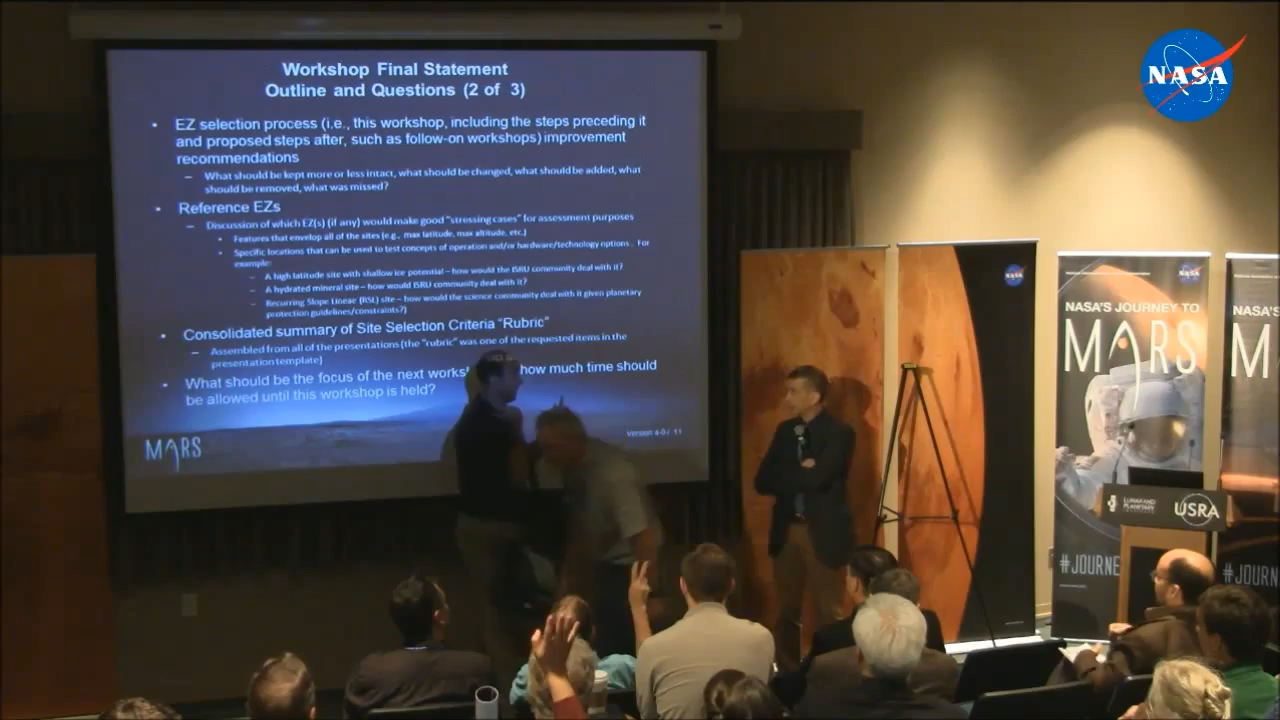 Workshop Final Statement
Outline and Questions (2 of 3)
• EZ selection process (i.e., this workshop, including the steps preceding it
and proposed steps after, such as follow-on workshops) improvement
recommendations
– What should be kept more or less intact, what should be changed, what should be added, what
should be removed, what was missed?
• Reference EZs
– Discussion of which EZ(s) (if any) would make good "stressing cases" for assessment purposes
• Features that envelop all of the sites (e.g., max latitude, max altitude, etc.)
• Specific locations that can be used to test concepts of operation and/or hardware/technology options. For
example:
– A high latitude site with shallow ice potential – how would the ISRU community deal with it?
– A hydrated mineral site – how would ISRU community deal with it?
– Recurring Slope Lineae (RSL) site – how would the science community deal with it given planetary
protection guidelines/constraints?)
• Consolidated summary of Site Selection Criteria "Rubric"
– Assembled from all of the presentations (the "rubric" was one of the requested items in the
presentation template)
• What should be the focus of the next how much time should
be allowed until this workshop is held?
MARS
11
NASA
NASA'S JOURNEY TO
MARS
#JOURNE
LUNAR AND
PLANETARY
USRA
NASA'S
M
#JOURN